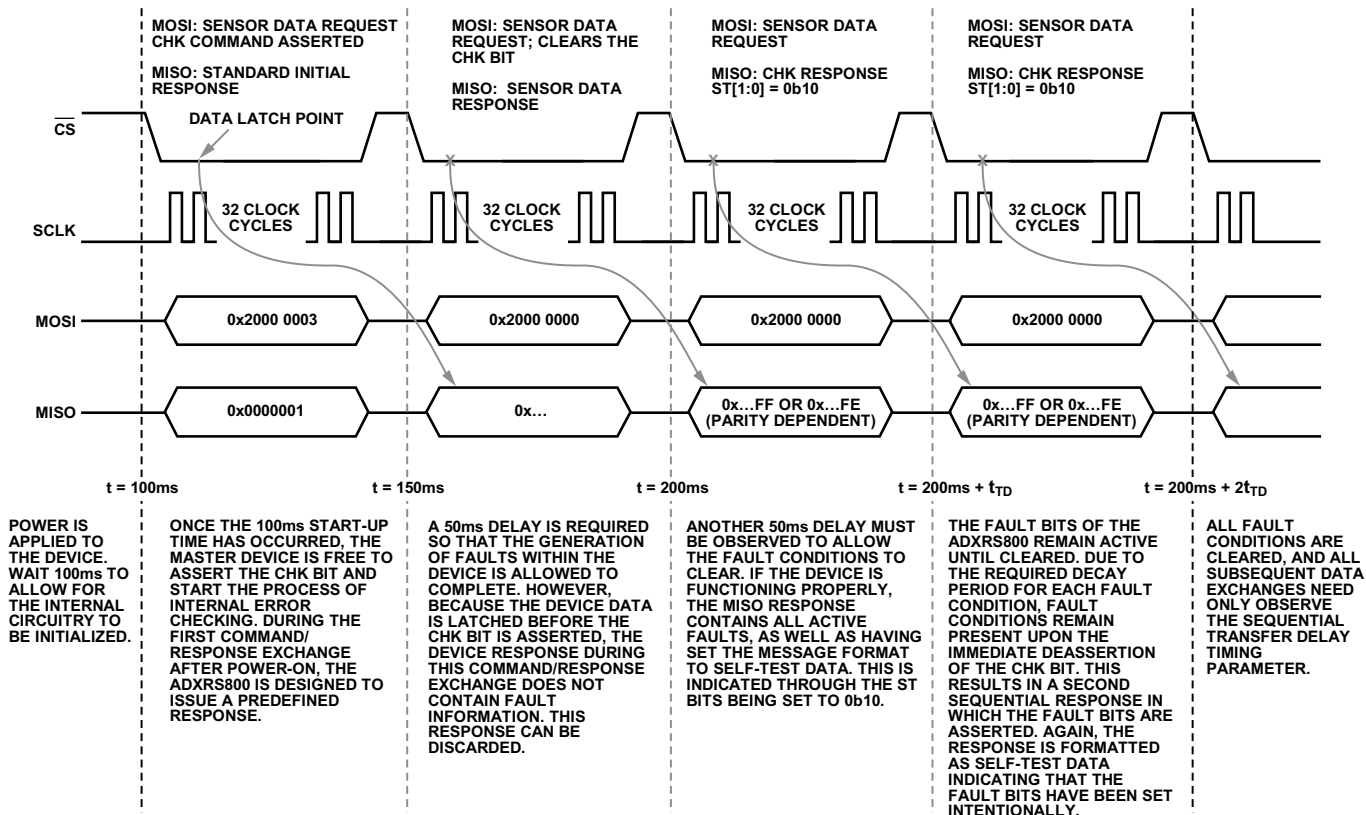 MOSI: SENSOR DATA REQUEST
CHK COMMAND ASSERTED
MISO: STANDARD INITIAL
RESPONSE
MOSI: SENSOR DATA
REQUEST; CLEARS THE
CHK BIT
MISO: SENSOR DATA
RESPONSE
MOSI: SENSOR DATA
REQUEST
MISO: CHK RESPONSE
ST[1:0] = 0b10
MOSI: SENSOR DATA
REQUEST
MISO: CHK RESPONSE
ST[1:0] = 0b10
CS
DATA LATCH POINT
SCLK
32 CLOCK
CYCLES
32 CLOCK
CYCLES
32 CLOCK
CYCLES
32 CLOCK
CYCLES
MOSI
0x2000 0003
0x2000 0000
0x2000 0000
0x2000 0000
MISO
0x0000001
0x...
0x...FF OR 0x...FE
(PARITY DEPENDENT)
0x...FF OR 0x...FE
(PARITY DEPENDENT)
t = 100ms
t = 150ms
t = 200ms
t = 200ms + tTD
t = 200ms + 2tTD
POWER IS
APPLIED TO
THE DEVICE.
WAIT 100ms TO
ALLOW FOR
THE INTERNAL
CIRCUITRY TO
BE INITIALIZED.
ONCE THE 100ms START-UP
TIME HAS OCCURRED, THE
MASTER DEVICE IS FREE TO
ASSERT THE CHK BIT AND
START THE PROCESS OF
INTERNAL ERROR
CHECKING. DURING THE
FIRST COMMAND/
RESPONSE EXCHANGE
AFTER POWER-ON, THE
ADXRS800 IS DESIGNED TO
ISSUE A PREDEFINED
RESPONSE.
A 50ms DELAY IS REQUIRED
SO THAT THE GENERATION
OF FAULTS WITHIN THE
DEVICE IS ALLOWED TO
COMPLETE. HOWEVER,
BECAUSE THE DEVICE DATA
IS LATCHED BEFORE THE
CHK BIT IS ASSERTED, THE
DEVICE RESPONSE DURING
THIS COMMAND/RESPONSE
EXCHANGE DOES NOT
CONTAIN FAULT
INFORMATION. THIS
RESPONSE CAN BE
DISCARDED.
ANOTHER 50ms DELAY MUST
BE OBSERVED TO ALLOW
THE FAULT CONDITIONS TO
CLEAR. IF THE DEVICE IS
FUNCTIONING PROPERLY,
THE MISO RESPONSE
CONTAINS ALL ACTIVE
FAULTS, AS WELL AS HAVING
SET THE MESSAGE FORMAT
TO SELF-TEST DATA. THIS IS
INDICATED THROUGH THE ST
BITS BEING SET TO 0b10.
THE FAULT BITS OF THE
ADXRS800 REMAIN ACTIVE
UNTIL CLEARED. DUE TO
THE REQUIRED DECAY
PERIOD FOR EACH FAULT
CONDITION, FAULT
CONDITIONS REMAIN
PRESENT UPON THE
IMMEDIATE DEASSERTION
OF THE CHK BIT. THIS
RESULTS IN A SECOND
SEQUENTIAL RESPONSE IN
WHICH THE FAULT BITS ARE
ASSERTED. AGAIN, THE
RESPONSE IS FORMATTED
AS SELF-TEST DATA
INDICATING THAT THE
FAULT BITS HAVE BEEN SET
INTENTIONALLY.
ALL FAULT
CONDITIONS ARE
CLEARED, AND ALL
SUBSEQUENT DATA
EXCHANGES NEED
ONLY OBSERVE
THE SEQUENTIAL
TRANSFER DELAY
TIMING
PARAMETER.